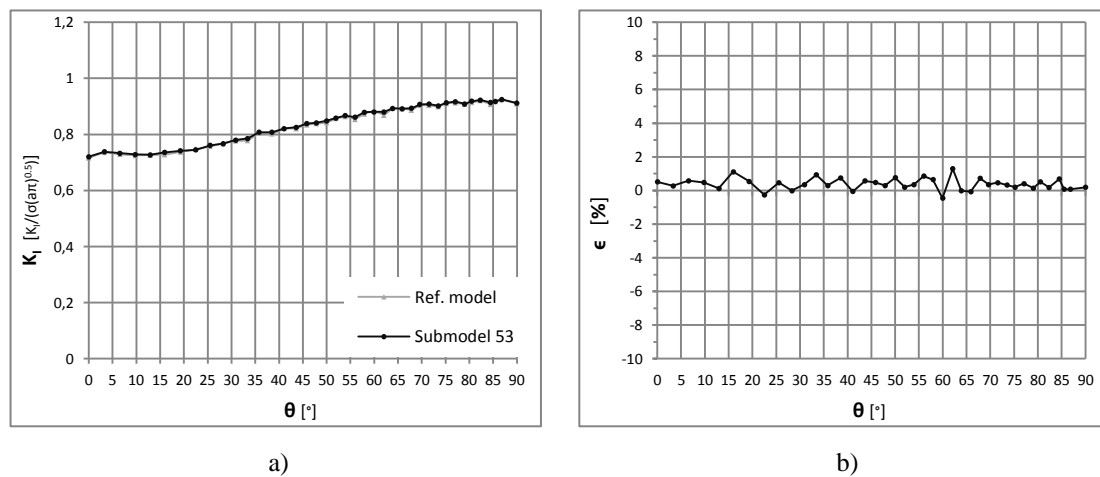 1,2
1
0,8
0,6
0,4
0,2
0
K_I [K_I/(σ(aπ)^0.5)]
Ref. model
Submodel 53
0 5 10 15 20 25 30 35 40 45 50 55 60 65 70 75 80 85 90
θ [°]
a)
10
8
6
4
2
0
-2
-4
-6
-8
-10
ϵ [%]
0 5 10 15 20 25 30 35 40 45 50 55 60 65 70 75 80 85 90
θ [°]
b)